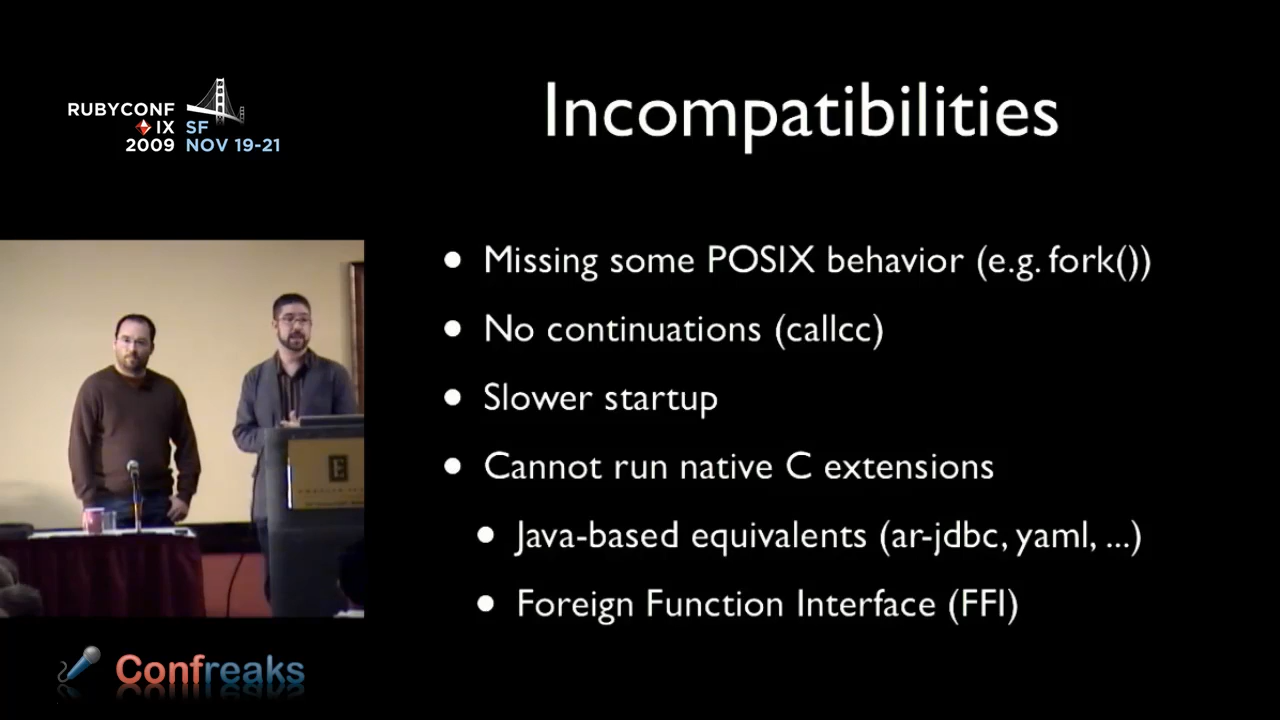 RUBYCONF
IX SF
2009 NOV 19-21
Incompatibilities
Missing some POSIX behavior (e.g. fork())
No continuations (callcc)
Slower startup
Cannot run native C extensions
Java-based equivalents (ar-jdbc, yaml, ...)
Foreign Function Interface (FFI)
E
Confreaks